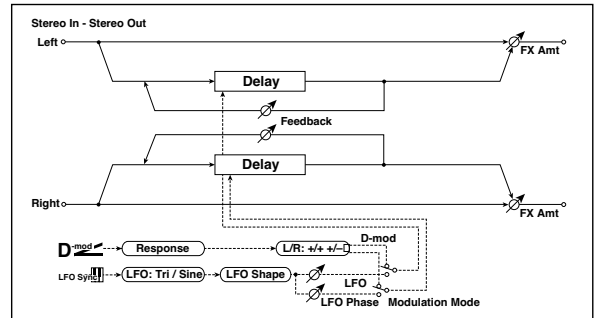 Stereo In - Stereo Out
Left
FX Amt
Delay
Feedback
Delay
Right
FX Amt
D-mod
Response
L/R: +/+ +/–
D-mod
LFO Sync
LFO: Tri / Sine
LFO Shape
LFO
LFO Phase
Modulation Mode